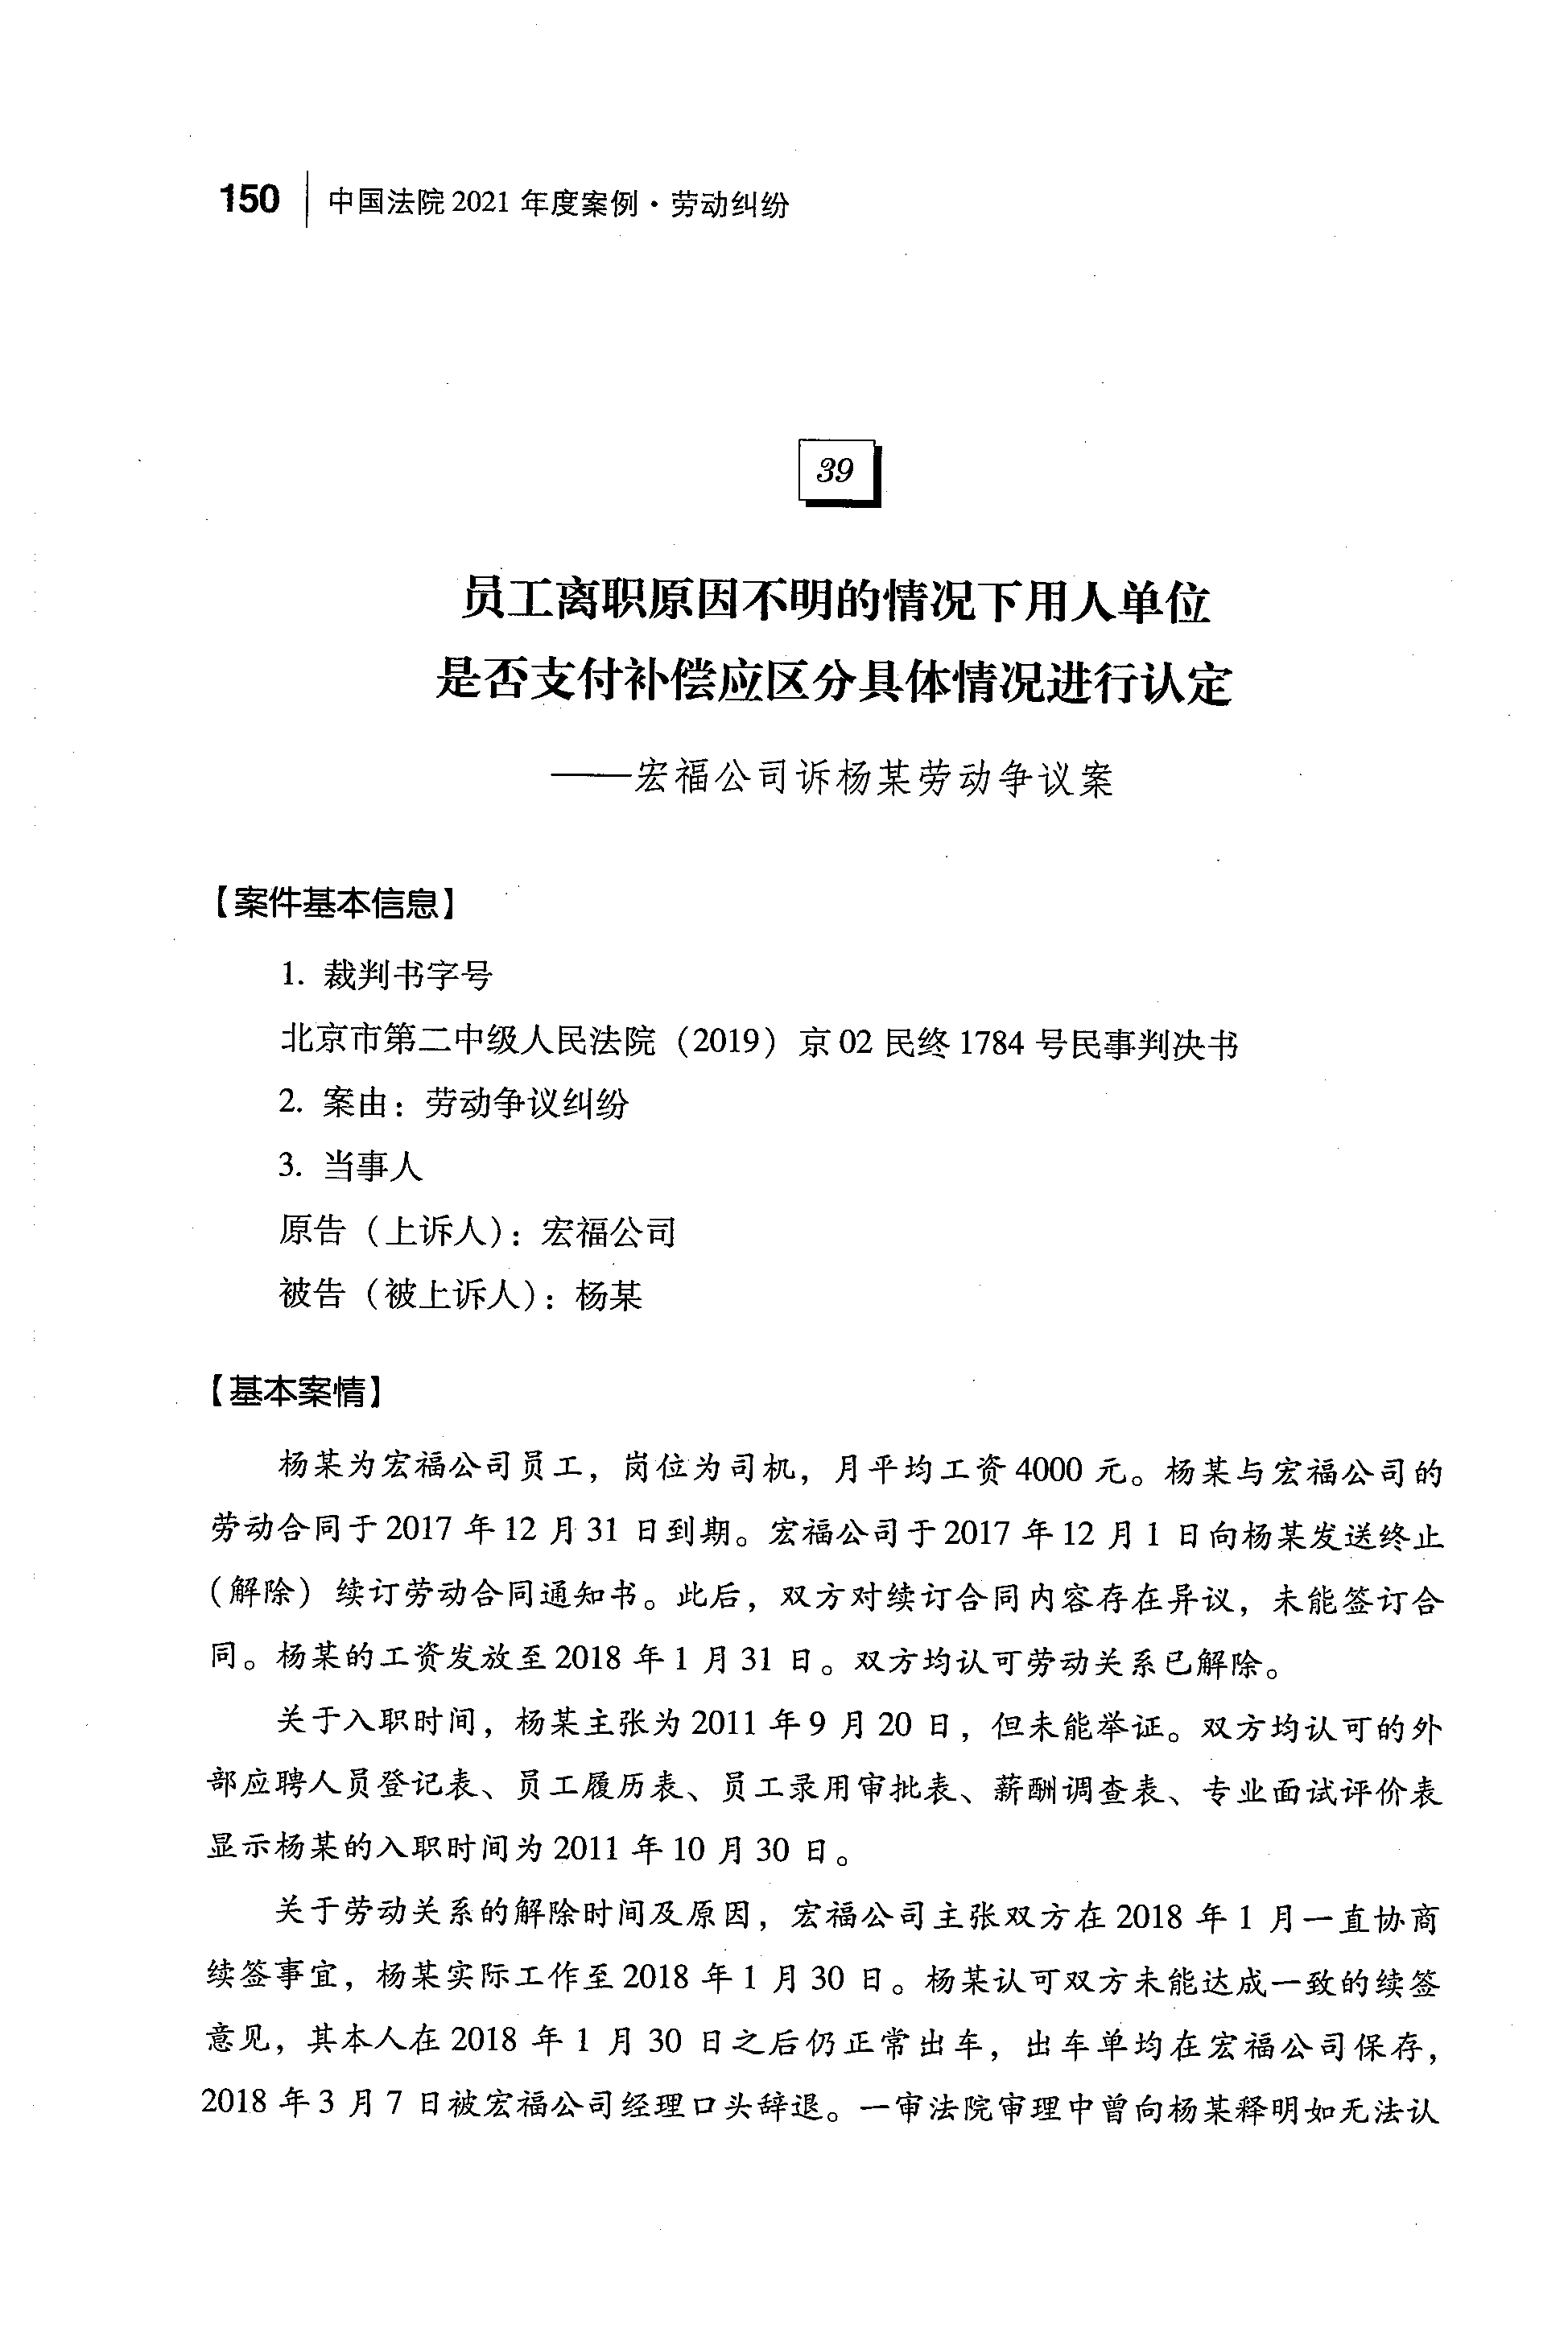 150 中国法院2021年度案例·劳动纠纷
39
员工离职原因不明的情况下用人单位
是否支付补偿应区分具体情况进行认定
——宏福公司诉杨某劳动争议案
【案件基本信息】
1. 裁判书字号
北京市第二中级人民法院（2019）京02民终1784号民事判决书
2. 案由：劳动争议纠纷
3. 当事人
原告（上诉人）：宏福公司
被告（被上诉人）：杨某
【基本案情】
杨某为宏福公司员工，岗位为司机，月平均工资4000元。杨某与宏福公司的
劳动合同于2017年12月31日到期。宏福公司于2017年12月1日向杨某发送终止
（解除）续订劳动合同通知书。此后，双方对续订合同内容存在异议，未能签订合
同。杨某的工资发放至2018年1月31日。双方均认可劳动关系已解除。
关于入职时间，杨某主张为2011年9月20日，但未能举证。双方均认可的外
部应聘人员登记表、员工履历表、员工录用审批表、薪酬调查表、专业面试评价表
显示杨某的入职时间为2011年10月30日。
关于劳动关系的解除时间及原因，宏福公司主张双方在2018年1月一直协商
续签事宜，杨某实际工作至2018年1月30日。杨某认可双方未能达成一致的续签
意见，其本人在2018年1月30日之后仍正常出车，出车单均在宏福公司保存，
2018年3月7日被宏福公司经理口头辞退。一审法院审理中曾向杨某释明如无法认